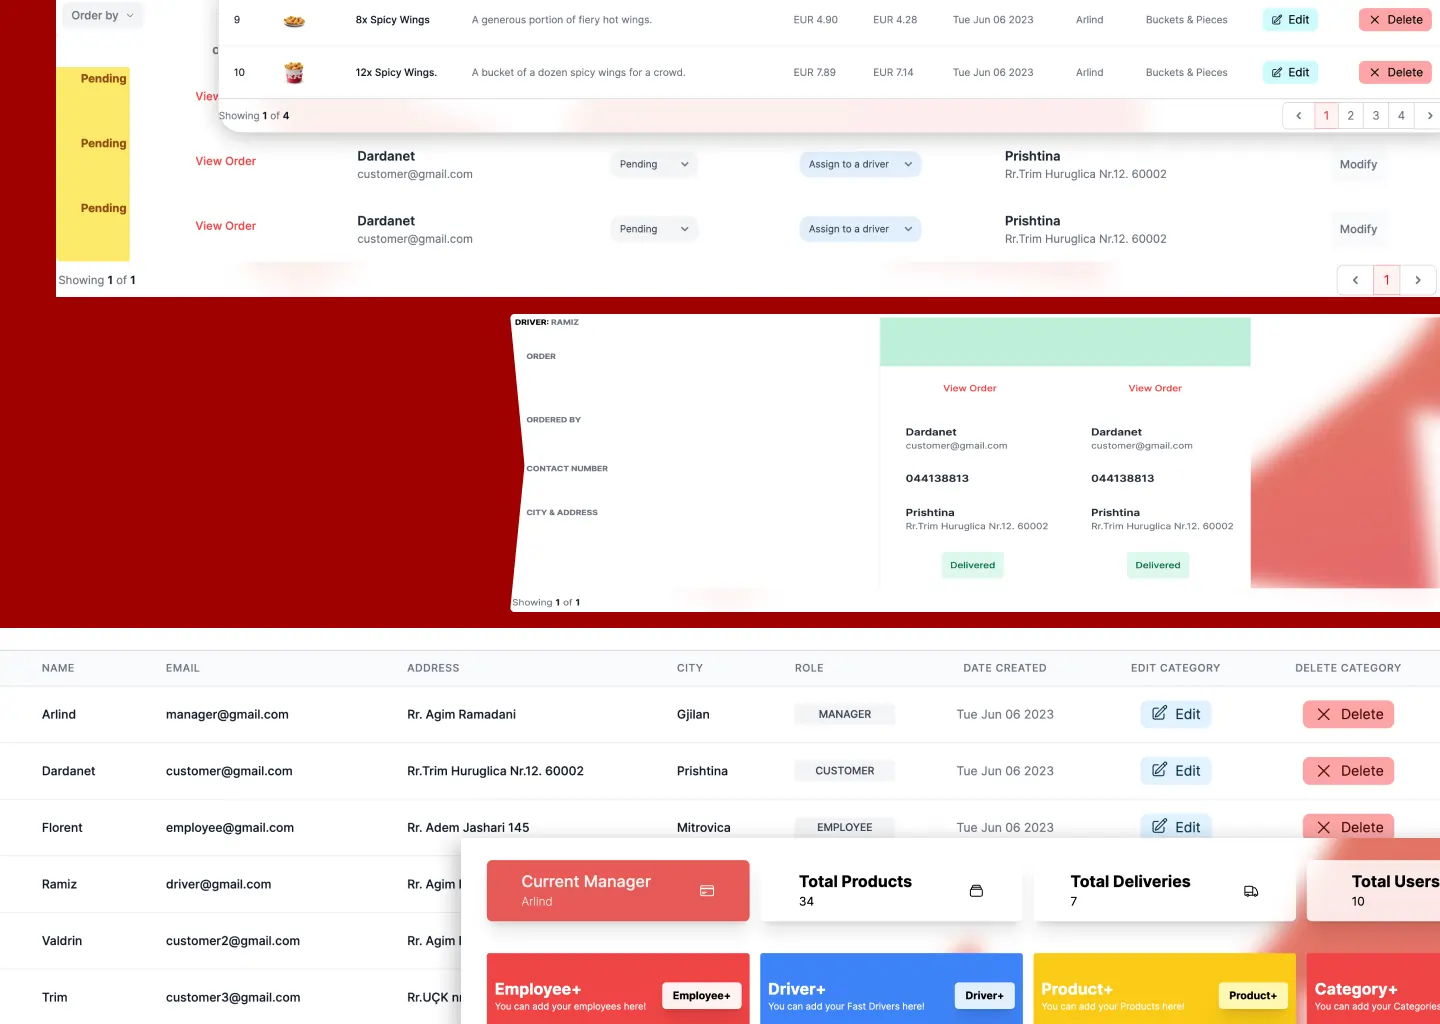 Order by
9 8x Spicy Wings A generous portion of fiery hot wings. EUR 4.90 EUR 4.28 Tue Jun 06 2023 Arlind Buckets & Pieces Edit Delete
10 12x Spicy Wings. A bucket of a dozen spicy wings for a crowd. EUR 7.89 EUR 7.14 Tue Jun 06 2023 Arlind Buckets & Pieces Edit Delete
Showing 1 of 4
1 2 3 4
Pending View
Pending View Order Dardanet Pending Assign to a driver Prishtina Modify
customer@gmail.com Rr.Trim Huruglica Nr.12. 60002
Pending View Order Dardanet Pending Assign to a driver Prishtina Modify
customer@gmail.com Rr.Trim Huruglica Nr.12. 60002
Showing 1 of 1
1
DRIVER: RAMIZ
ORDER
View Order View Order
ORDERED BY
Dardanet Dardanet
customer@gmail.com customer@gmail.com
CONTACT NUMBER
044138813 044138813
CITY & ADDRESS
Prishtina Prishtina
Rr.Trim Huruglica Nr.12. 60002 Rr.Trim Huruglica Nr.12. 60002
Delivered Delivered
Showing 1 of 1
NAME EMAIL ADDRESS CITY ROLE DATE CREATED EDIT CATEGORY DELETE CATEGORY
Arlind manager@gmail.com Rr. Agim Ramadani Gjilan MANAGER Tue Jun 06 2023 Edit Delete
Dardanet customer@gmail.com Rr.Trim Huruglica Nr.12. 60002 Prishtina CUSTOMER Tue Jun 06 2023 Edit Delete
Florent employee@gmail.com Rr. Adem Jashari 145 Mitrovica EMPLOYEE Tue Jun 06 2023 Edit Delete
Ramiz driver@gmail.com Rr. Agim
Valdrin customer2@gmail.com Rr. Agim
Trim customer3@gmail.com Rr.UÇK
Current Manager
Arlind
Total Products
34
Total Deliveries
7
Total Users
10
Employee+
You can add your employees here!
Employee+
Driver+
You can add your Fast Drivers here!
Driver+
Product+
You can add your Products here!
Product+
Category+
You can add your Categories